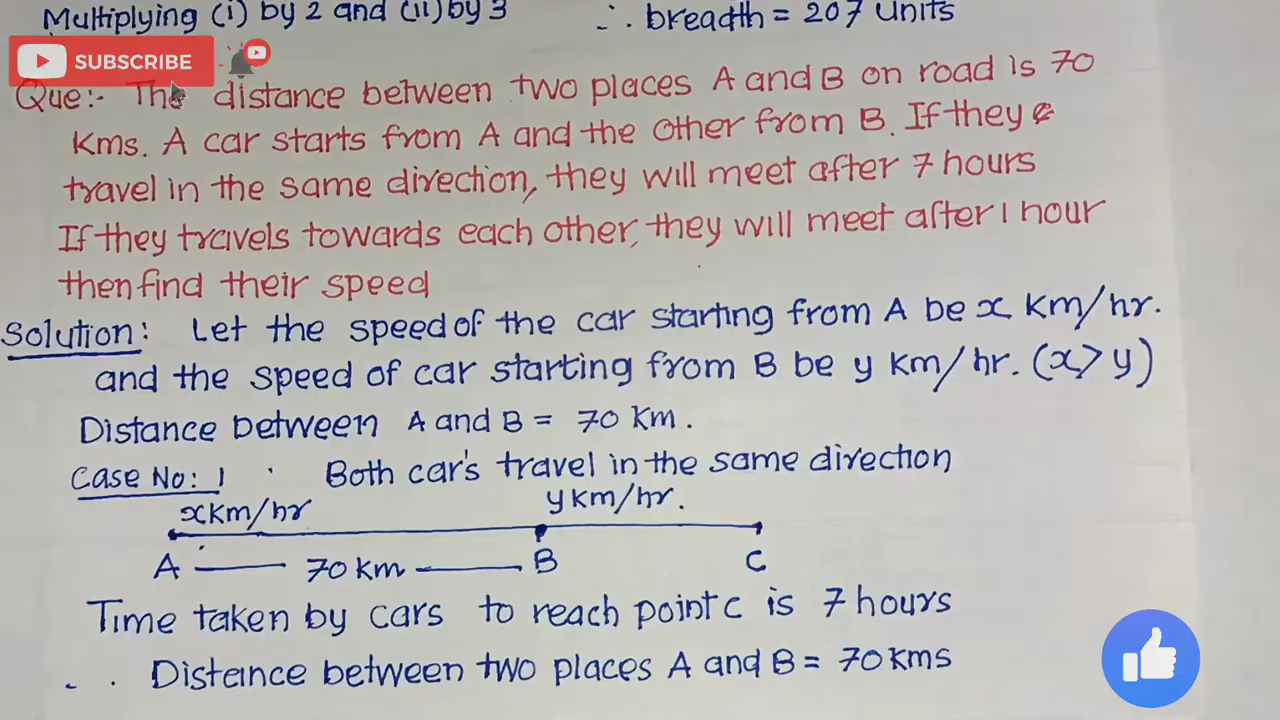 Multiplying (i) by 2 and (ii) by 3
∴ breadth = 207 Units
SUBSCRIBE
Que:- The distance between two places A and B on road is 70
Kms. A car starts from A and the other from B. If they
travel in the same direction, they will meet after 7 hours
If they travels towards each other, they will meet after 1 hour
then find their speed
Solution: Let the speed of the car starting from A be x km/hr.
and the speed of car starting from B be y km/hr. (x>y)
Distance between A and B = 70 km.
Case No: 1 Both car's travel in the same direction
x km/hr y km/hr.
A 70 km B C
Time taken by cars to reach point C is 7 hours
Distance between two places A and B = 70 kms